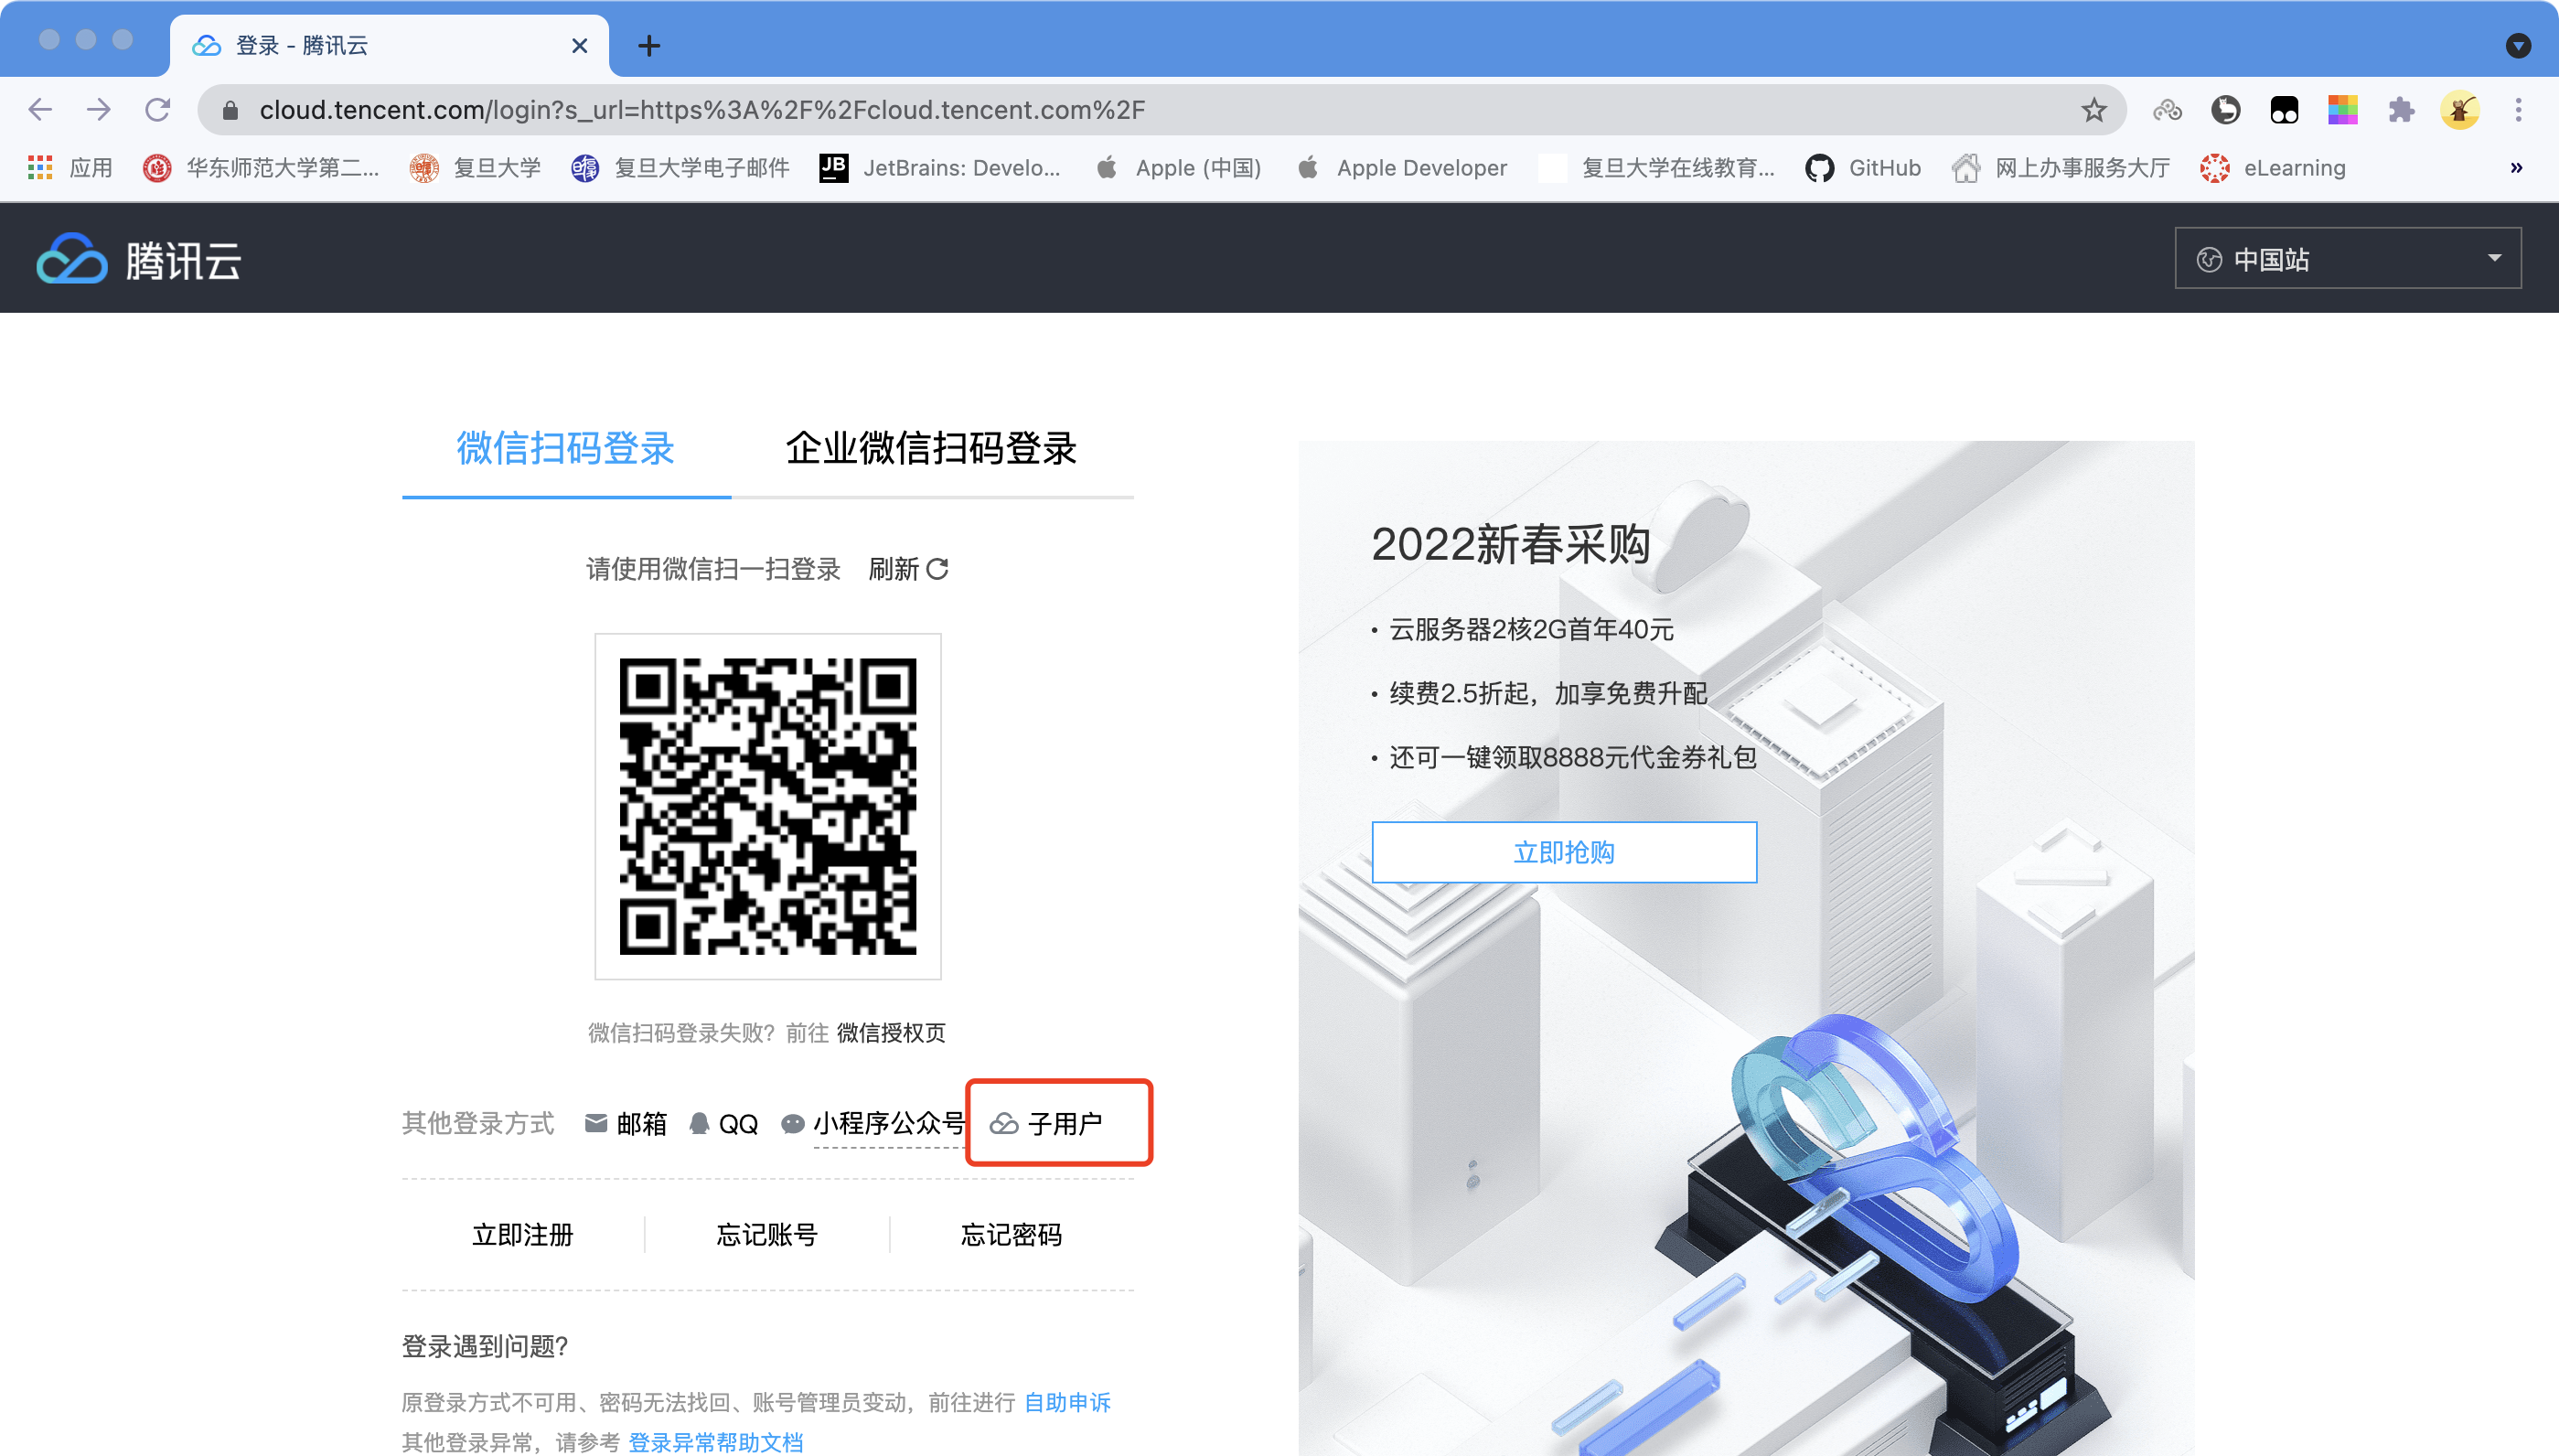 登录 - 腾讯云
cloud.tencent.com/login?s_url=https%3A%2F%2Fcloud.tencent.com%2F
应用 华东师范大学第二... 复旦大学 复旦大学电子邮件 JetBrains: Develo... Apple (中国) Apple Developer 复旦大学在线教育... GitHub 网上办事服务大厅 eLearning »
腾讯云
中国站
微信扫码登录 企业微信扫码登录
请使用微信扫一扫登录 刷新
微信扫码登录失败? 前往 微信授权页
其他登录方式 邮箱 QQ 小程序公众号 子用户
立即注册 忘记账号 忘记密码
登录遇到问题?
原登录方式不可用、密码无法找回、账号管理员变动，前往进行 自助申诉
其他登录异常，请参考 登录异常帮助文档
2022新春采购
• 云服务器2核2G首年40元
• 续费2.5折起，加享免费升配
• 还可一键领取8888元代金券礼包
立即抢购